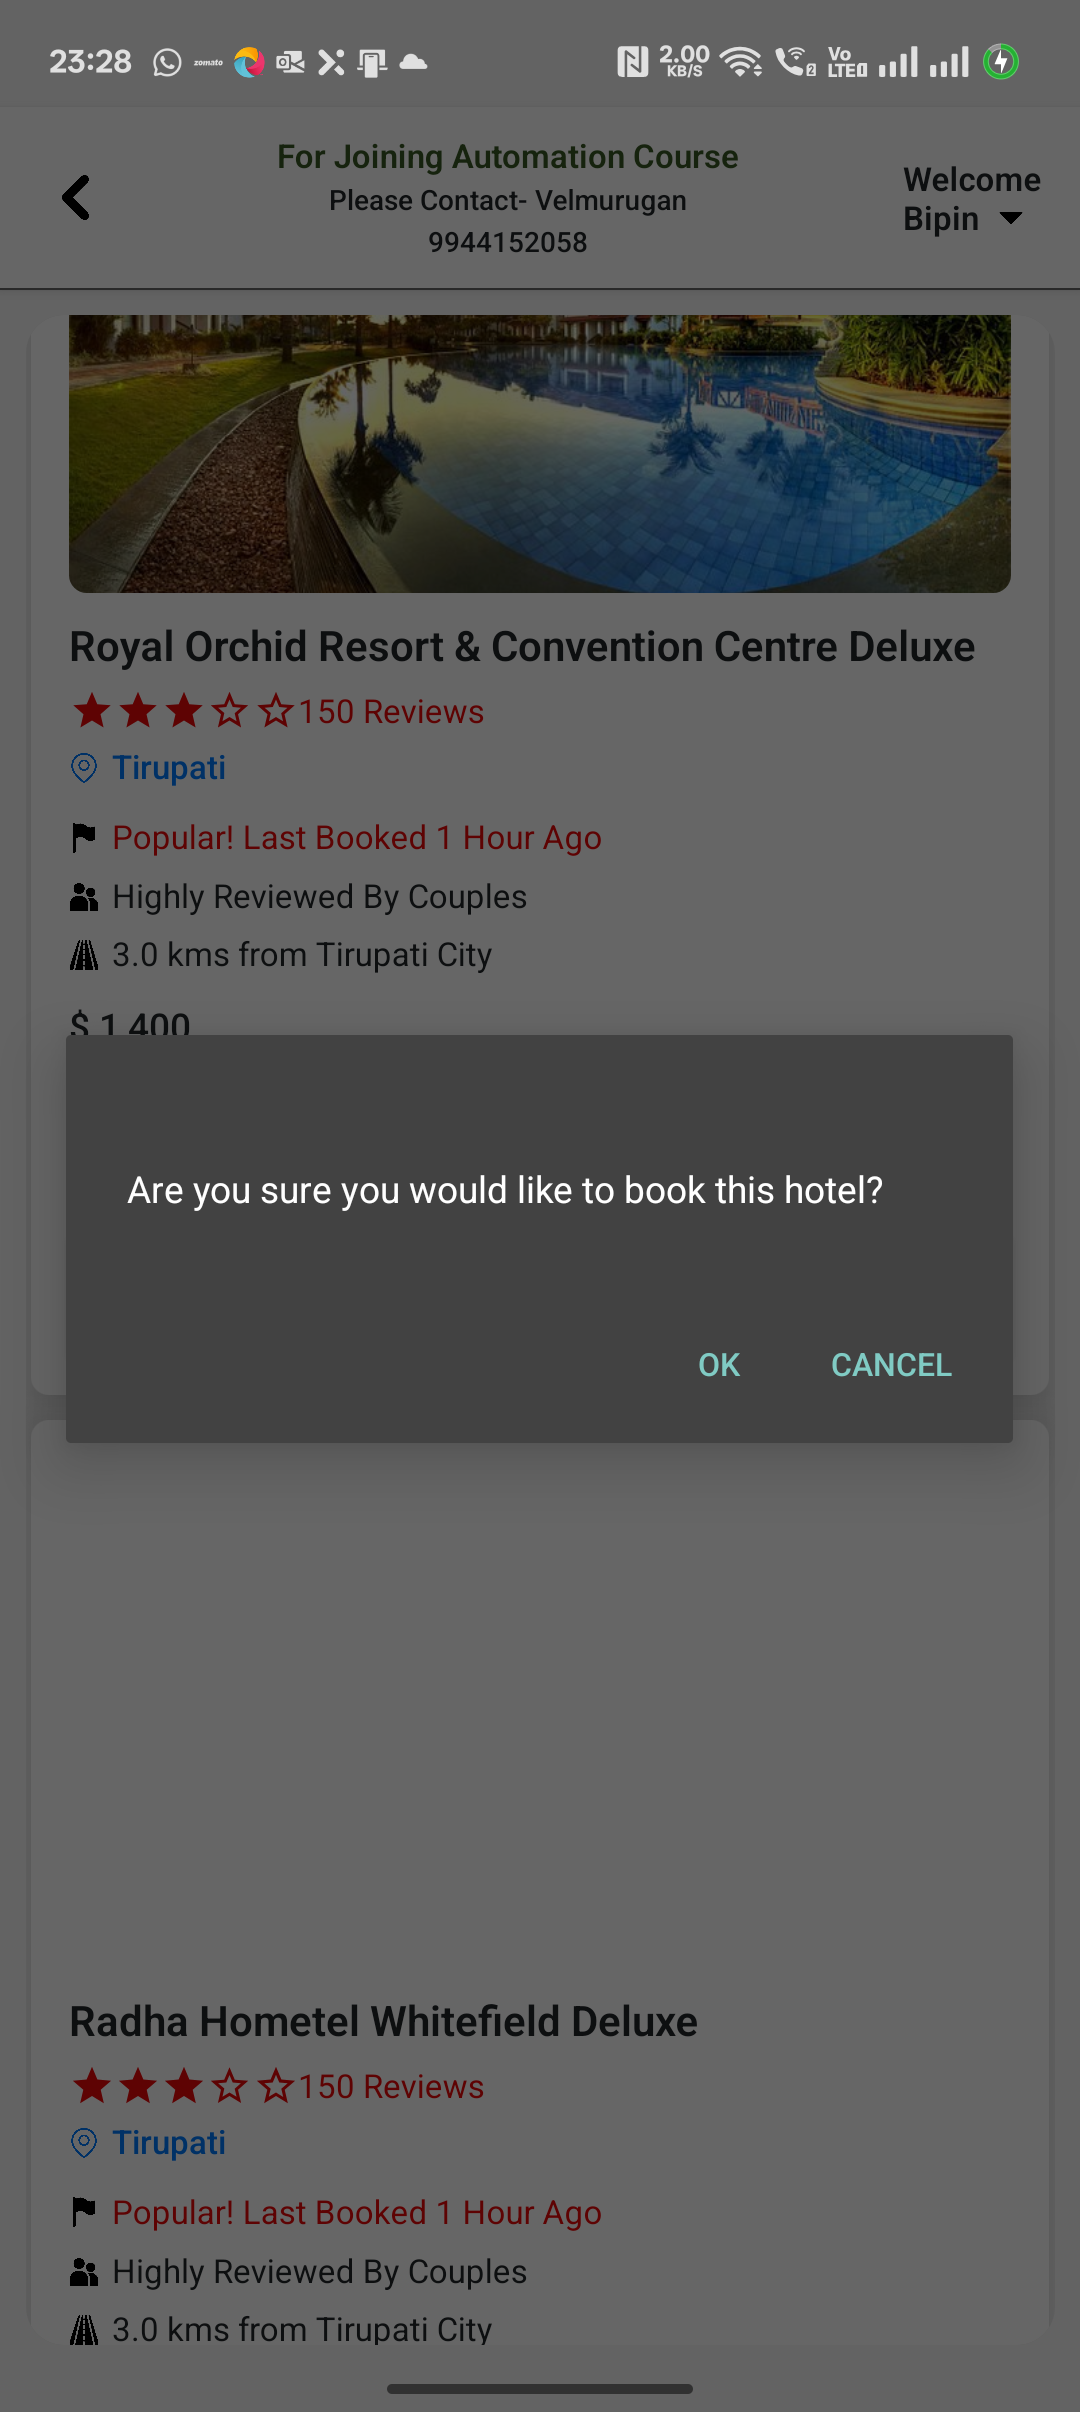 23:28
zomato
2.00
KB/S
2
Vo
LTE1
For Joining Automation Course
Please Contact- Velmurugan
9944152058
Welcome
Bipin
Royal Orchid Resort & Convention Centre Deluxe
150 Reviews
Tirupati
Popular! Last Booked 1 Hour Ago
Highly Reviewed By Couples
3.0 kms from Tirupati City
$ 1,400
Are you sure you would like to book this hotel?
OK CANCEL
Radha Hometel Whitefield Deluxe
150 Reviews
Tirupati
Popular! Last Booked 1 Hour Ago
Highly Reviewed By Couples
3.0 kms from Tirupati City